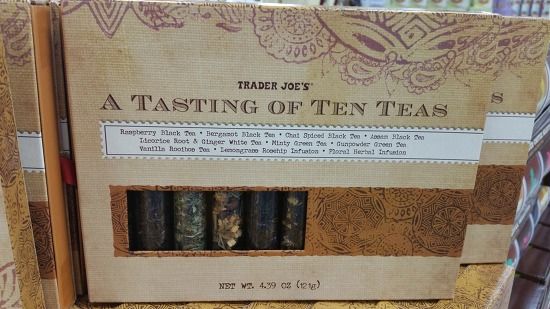 TRADER JOE'S®
A TASTING OF TEN TEAS
Raspberry Black Tea • Bergamot Black Tea • Chai Spiced Black Tea • Assam Black Tea
Licorice Root & Ginger White Tea • Minty Green Tea • Gunpowder Green Tea
Vanilla Rooibos Tea • Lemongrass Rosehip Infusion • Floral Herbal Infusion
NET WT. 4.39 OZ (121g)
S